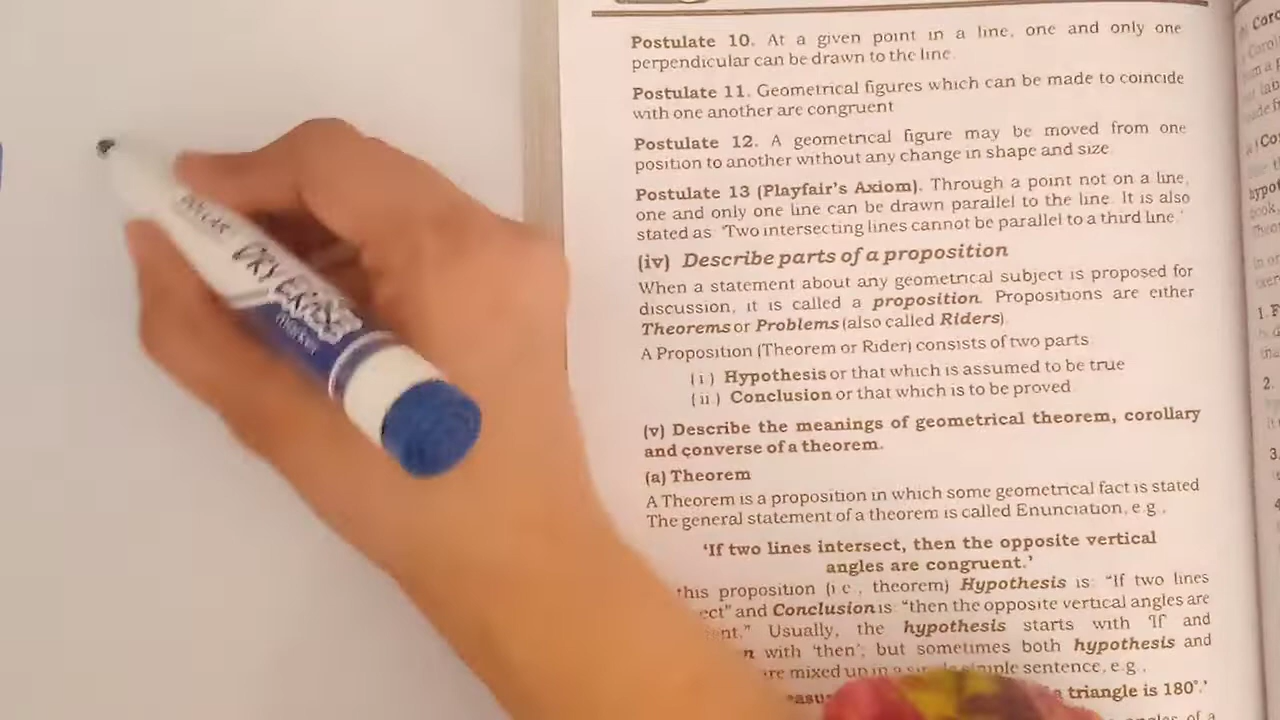 DRY ERASE
marker
Postulate 10. At a given point in a line, one and only one
perpendicular can be drawn to the line.
Postulate 11. Geometrical figures which can be made to coincide
with one another are congruent
Postulate 12. A geometrical figure may be moved from one
position to another without any change in shape and size
Postulate 13 (Playfair's Axiom). Through a point not on a line,
one and only one line can be drawn parallel to the line. It is also
stated as 'Two intersecting lines cannot be parallel to a third line.'
(iv) Describe parts of a proposition
When a statement about any geometrical subject is proposed for
discussion, it is called a proposition. Propositions are either
Theorems or Problems (also called Riders).
A Proposition (Theorem or Rider) consists of two parts
(i) Hypothesis or that which is assumed to be true
(ii) Conclusion or that which is to be proved
(v) Describe the meanings of geometrical theorem, corollary
and converse of a theorem.
(a) Theorem
A Theorem is a proposition in which some geometrical fact is stated
The general statement of a theorem is called Enunciation, e.g.,
'If two lines intersect, then the opposite vertical
angles are congruent.'
this proposition (i.e., theorem) Hypothesis is: "If two lines
and Conclusion is: "then the opposite vertical angles are
Usually, the hypothesis starts with 'If' and
with 'then'; but sometimes both hypothesis and
are mixed up in a simple sentence, e.g.,
triangle is 180°.'
1.
2.
3.